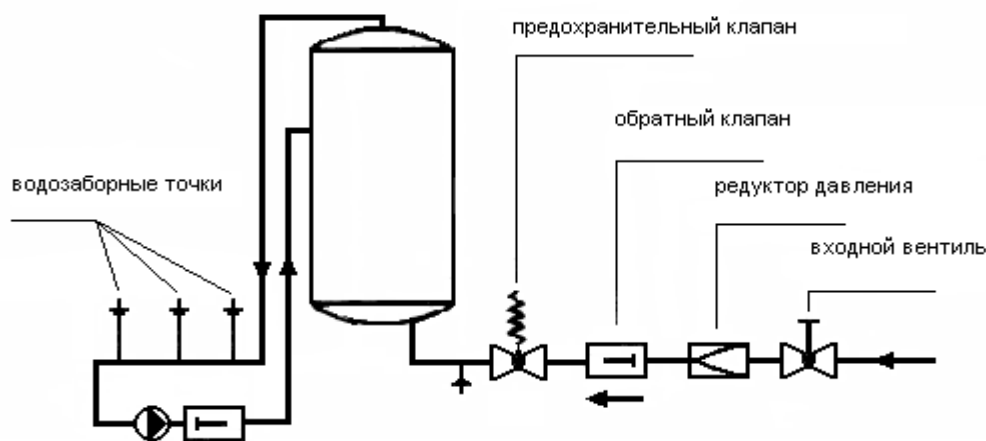 предохранительный клапан
обратный клапан
водозаборные точки
редуктор давления
входной вентиль